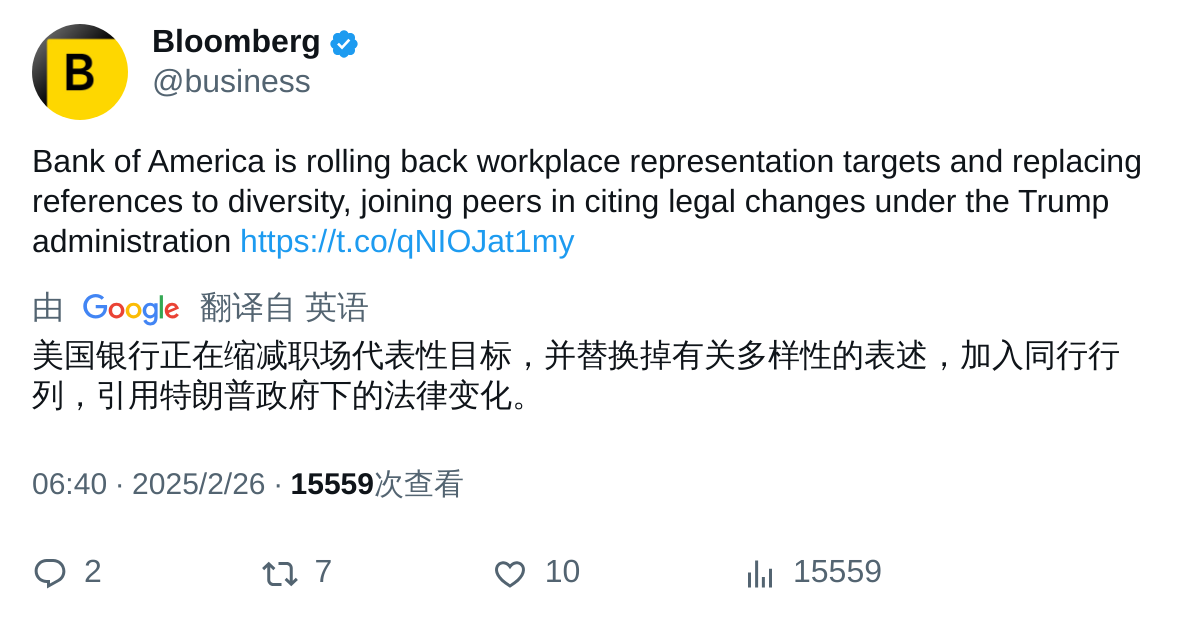 B
Bloomberg
@business
Bank of America is rolling back workplace representation targets and replacing
references to diversity, joining peers in citing legal changes under the Trump
administration https://t.co/qNIOJat1my
由 Google 翻译自 英语
美国银行正在缩减职场代表性目标，并替换掉有关多样性的表述，加入同行行
列，引用特朗普政府下的法律变化。
06:40 · 2025/2/26 · 15559次查看
2 7 10 15559